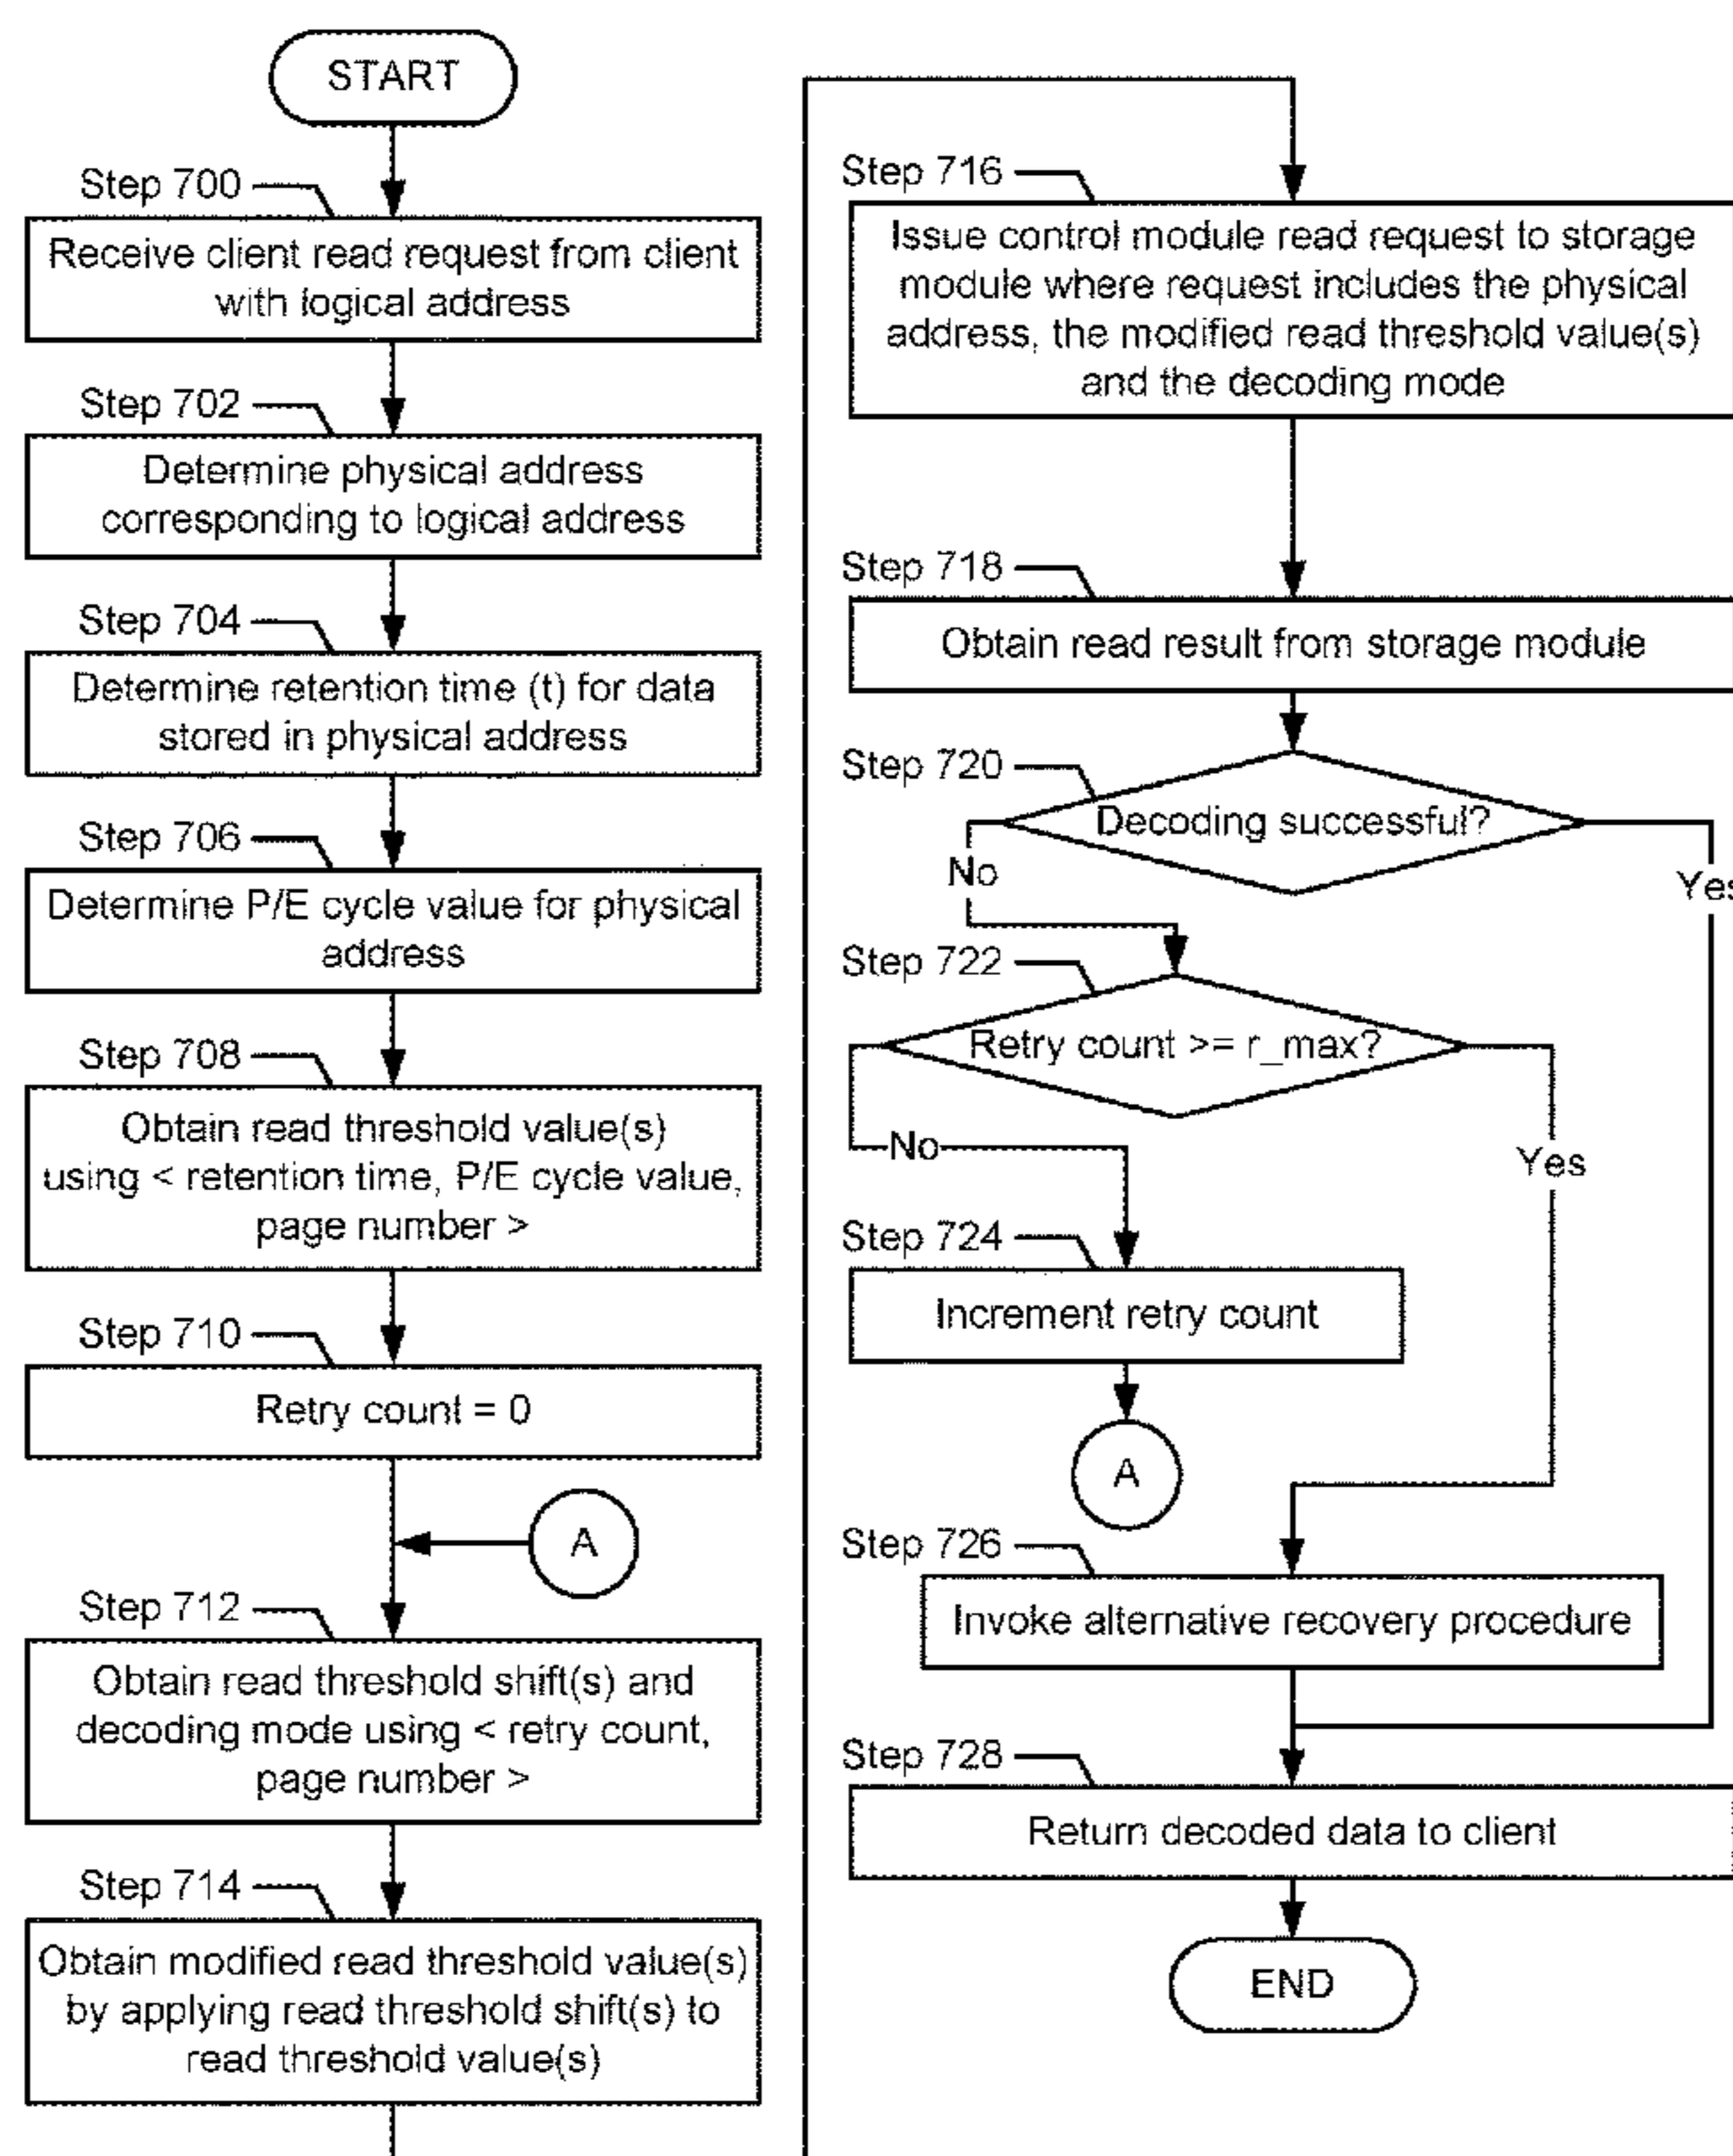 START
Step 700
Receive client read request from client
with logical address
Step 702
Determine physical address
corresponding to logical address
Step 704
Determine retention time (t) for data
stored in physical address
Step 706
Determine P/E cycle value for physical
address
Step 708
Obtain read threshold value(s)
using < retention time, P/E cycle value,
page number >
Step 710
Retry count = 0
A
Step 712
Obtain read threshold shift(s) and
decoding mode using < retry count,
page number >
Step 714
Obtain modified read threshold value(s)
by applying read threshold shift(s) to
read threshold value(s)
Step 716
Issue control module read request to storage
module where request includes the physical
address, the modified read threshold value(s)
and the decoding mode
Step 718
Obtain read result from storage module
Step 720
Decoding successful?
No
Yes
Step 722
Retry count >= r_max?
No
Yes
Step 724
Increment retry count
A
Step 726
Invoke alternative recovery procedure
Step 728
Return decoded data to client
END